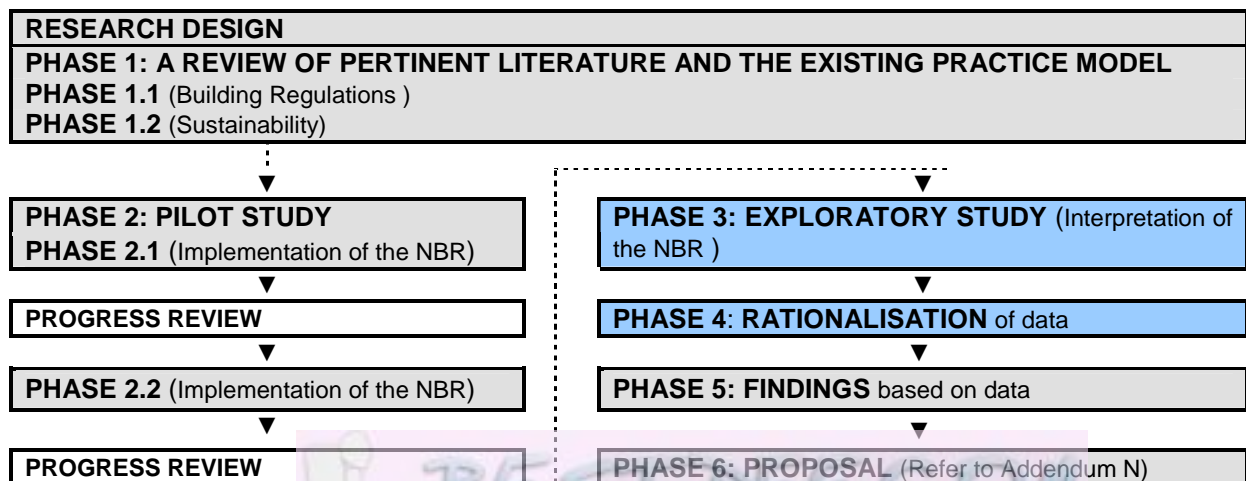 RESEARCH DESIGN
PHASE 1: A REVIEW OF PERTINENT LITERATURE AND THE EXISTING PRACTICE MODEL
PHASE 1.1 (Building Regulations )
PHASE 1.2 (Sustainability)
PHASE 2: PILOT STUDY
PHASE 2.1 (Implementation of the NBR)
PROGRESS REVIEW
PHASE 2.2 (Implementation of the NBR)
PROGRESS REVIEW
PHASE 3: EXPLORATORY STUDY (Interpretation of
the NBR )
PHASE 4: RATIONALISATION of data
PHASE 5: FINDINGS based on data
PHASE 6: PROPOSAL (Refer to Addendum N)